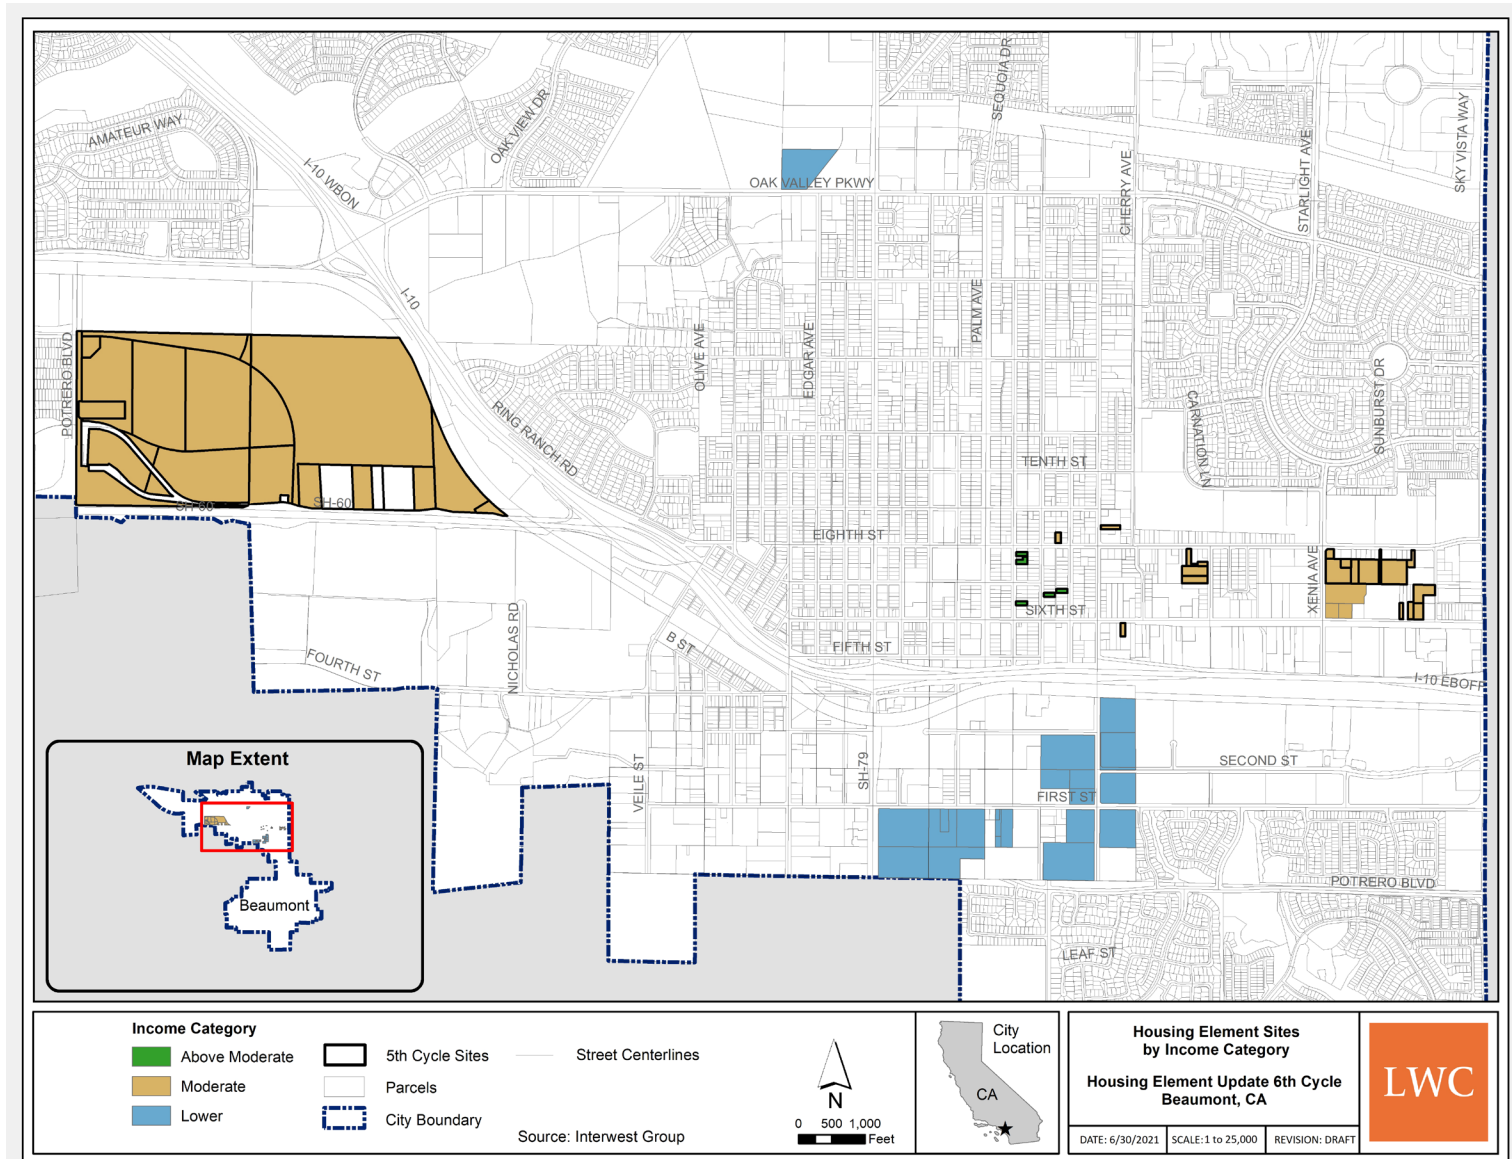 SEQUOIA DR
AMATEUR WAY
OAK VIEW DR
I-10 WBON
OAK VALLEY PKWY
CHERRY AVE
STARLIGHT AVE
SKY VISTA WAY
I-10
POTRERO BLVD
OLIVE AVE
EDGAR AVE
PALM AVE
RING RANCH RD
CARNATION LN
SUNBURST DR
TENTH ST
SH-60
SH-60
EIGHTH ST
XENIA AVE
SIXTH ST
NICHOLAS RD
FOURTH ST
B ST
FIFTH ST
I-10 EBOFF
VEILE ST
SH-79
SECOND ST
FIRST ST
POTRERO BLVD
LEAF ST
Map Extent
Beaumont
Income Category
Above Moderate
Moderate
Lower
5th Cycle Sites
Parcels
City Boundary
Street Centerlines
Source: Interwest Group
N
0 500 1,000
Feet
City
Location
CA
Housing Element Sites
by Income Category
Housing Element Update 6th Cycle
Beaumont, CA
DATE: 6/30/2021
SCALE: 1 to 25,000
REVISION: DRAFT
LWC